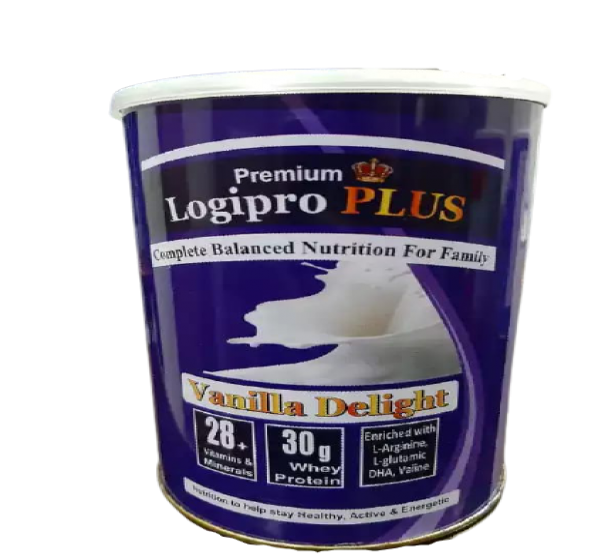 Premium
Logipro PLUS
Complete Balanced Nutrition For Family
Vanilla Delight
28+
Vitamins &
Minerals
30g
Whey
Protein
Enriched with
L-Arginine,
L-glutamic
DHA, Valine
Nutrition to help stay Healthy, Active & Energetic